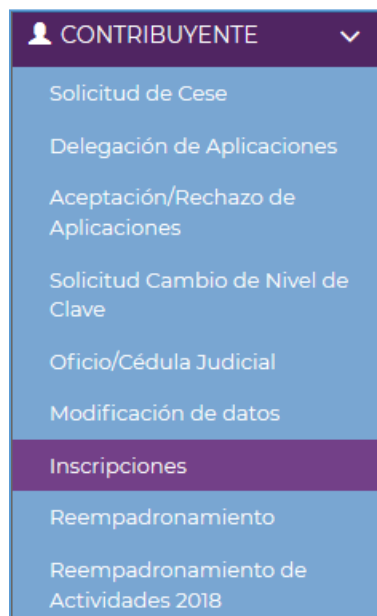 CONTRIBUYENTE
Solicitud de Cese
Delegación de Aplicaciones
Aceptación/Rechazo de
Aplicaciones
Solicitud Cambio de Nivel de
Clave
Oficio/Cédula Judicial
Modificación de datos
Inscripciones
Reempadronamiento
Reempadronamiento de
Actividades 2018